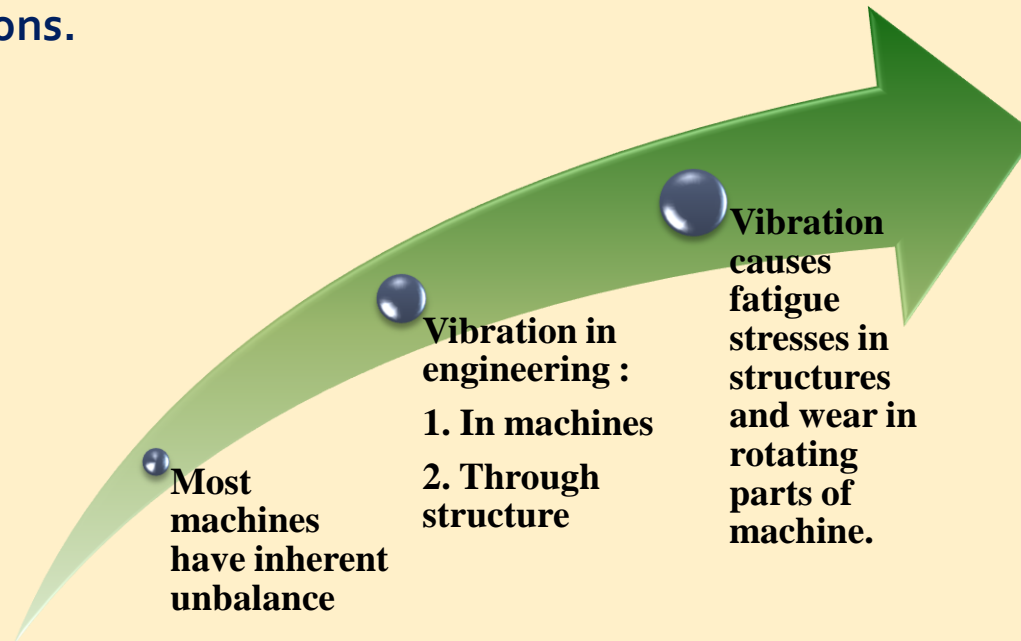 ons.
Most
machines
have inherent
unbalance
Vibration in
engineering :
1. In machines
2. Through
structure
Vibration
causes
fatigue
stresses in
structures
and wear in
rotating
parts of
machine.